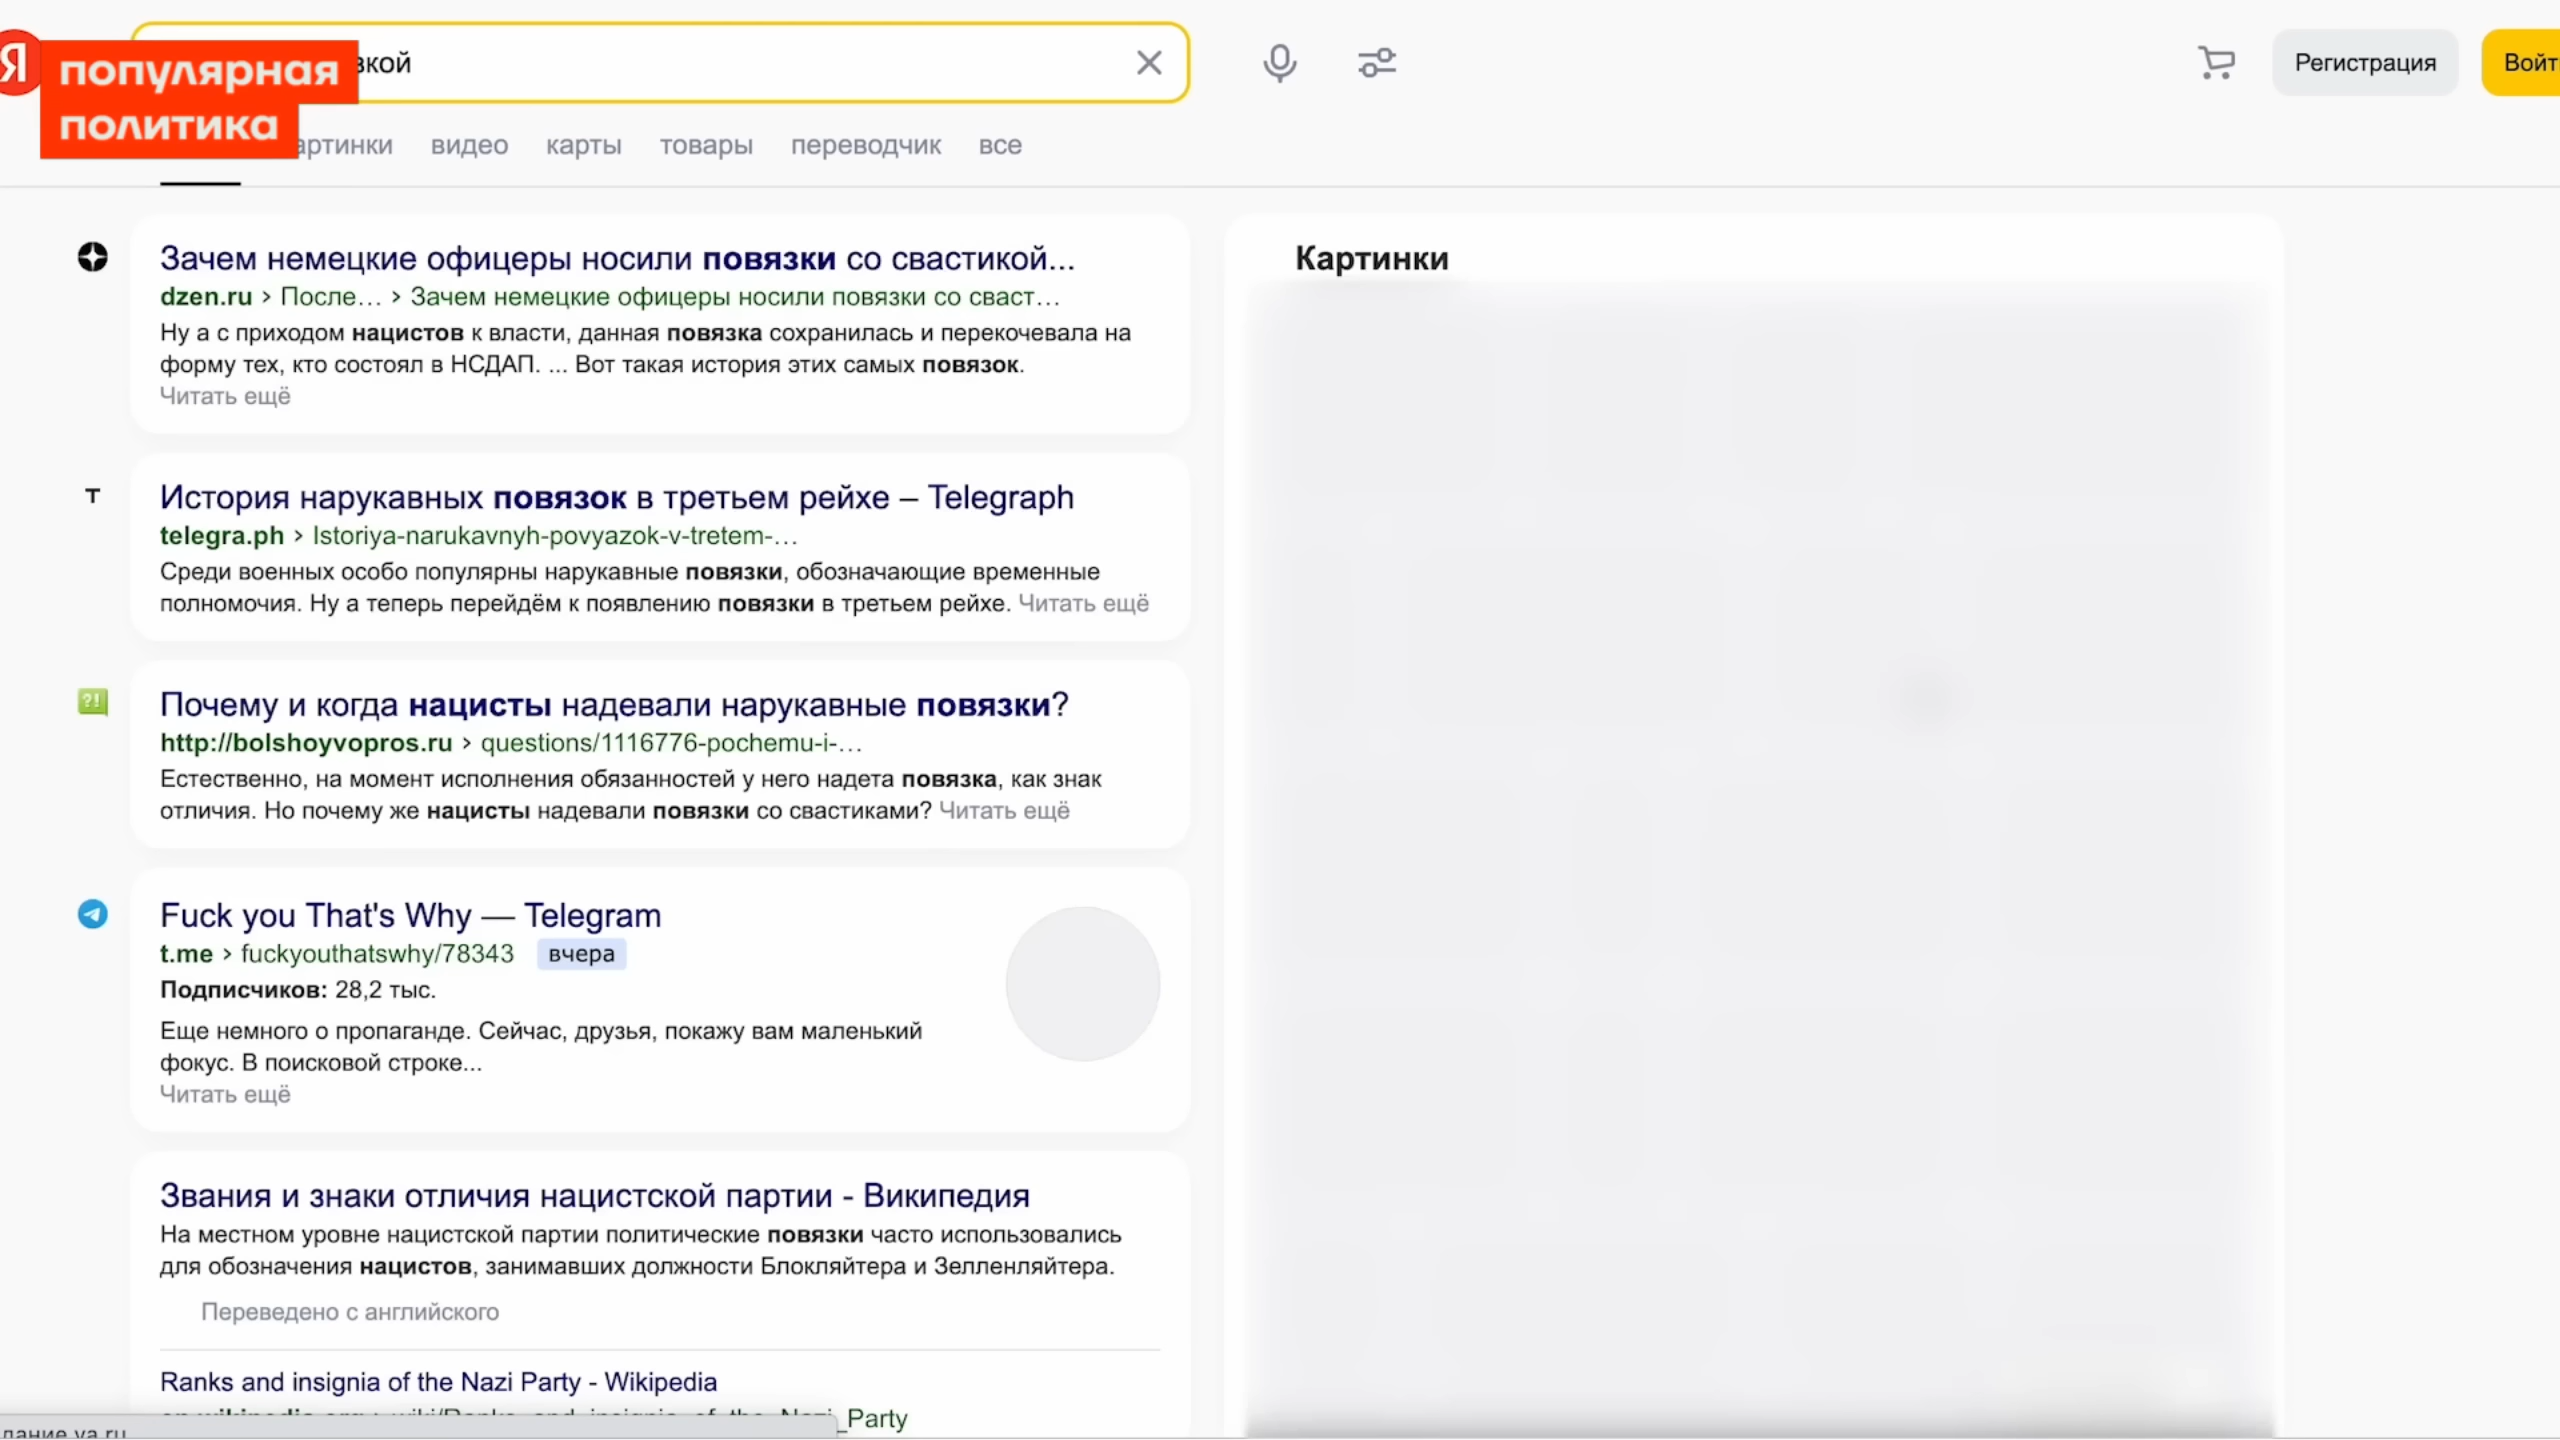 Я
популярная
политика
зкой
Регистрация
Войт
артинки видео карты товары переводчик все
Зачем немецкие офицеры носили повязки со свастикой...
dzen.ru › После… › Зачем немецкие офицеры носили повязки со сваст…
Ну а с приходом нацистов к власти, данная повязка сохранилась и перекочевала на
форму тех, кто состоял в НСДАП. ... Вот такая история этих самых повязок.
Читать ещё
Картинки
T
История нарукавных повязок в третьем рейхе – Telegraph
telegra.ph › Istoriya-narukavnyh-povyazok-v-tretem-…
Среди военных особо популярны нарукавные повязки, обозначающие временные
полномочия. Ну а теперь перейдём к появлению повязки в третьем рейхе. Читать ещё
?!
Почему и когда нацисты надевали нарукавные повязки?
http://bolshoyvopros.ru › questions/1116776-pochemu-i-…
Естественно, на момент исполнения обязанностей у него надета повязка, как знак
отличия. Но почему же нацисты надевали повязки со свастиками? Читать ещё
Fuck you That's Why — Telegram
t.me › fuckyouthatswhy/78343 вчера
Подписчиков: 28,2 тыс.
Еще немного о пропаганде. Сейчас, друзья, покажу вам маленький
фокус. В поисковой строке...
Читать ещё
Звания и знаки отличия нацистской партии - Википедия
На местном уровне нацистской партии политические повязки часто использовались
для обозначения нацистов, занимавших должности Блокляйтера и Зелленляйтера.
Переведено с английского
Ranks and insignia of the Nazi Party - Wikipedia
en.wikipedia.org › wiki/Ranks_and_insignia_of_the_Nazi_Party
дание ya.ru